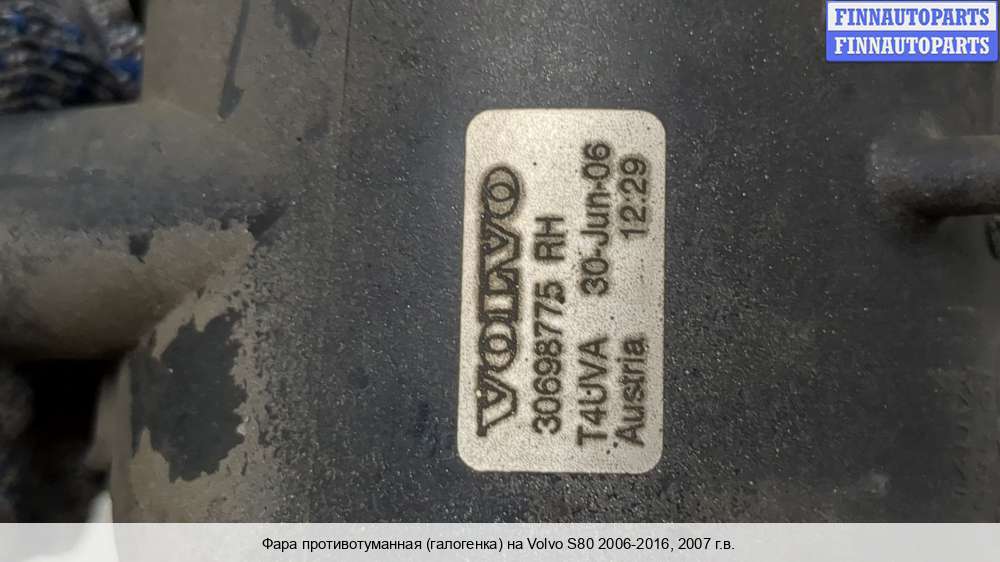 FINNAUTOPARTS
FINNAUTOPARTS
VOLVO
30698775 RH
T4UVA 30-Jun-06
Austria 12:29
Фара противотуманная (галогенка) на Volvo S80 2006-2016, 2007 г.в.